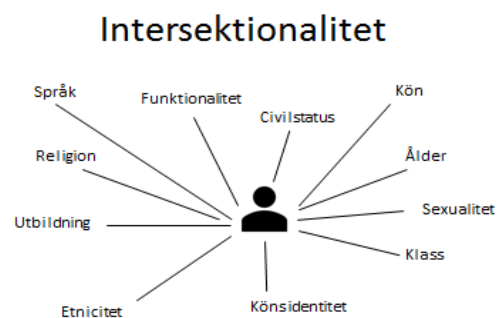 Intersektionalitet
Språk
Funktionalitet
Civilstatus
Kön
Religion
Ålder
Utbildning
Sexualitet
Klass
Etnicitet
Könsidentitet